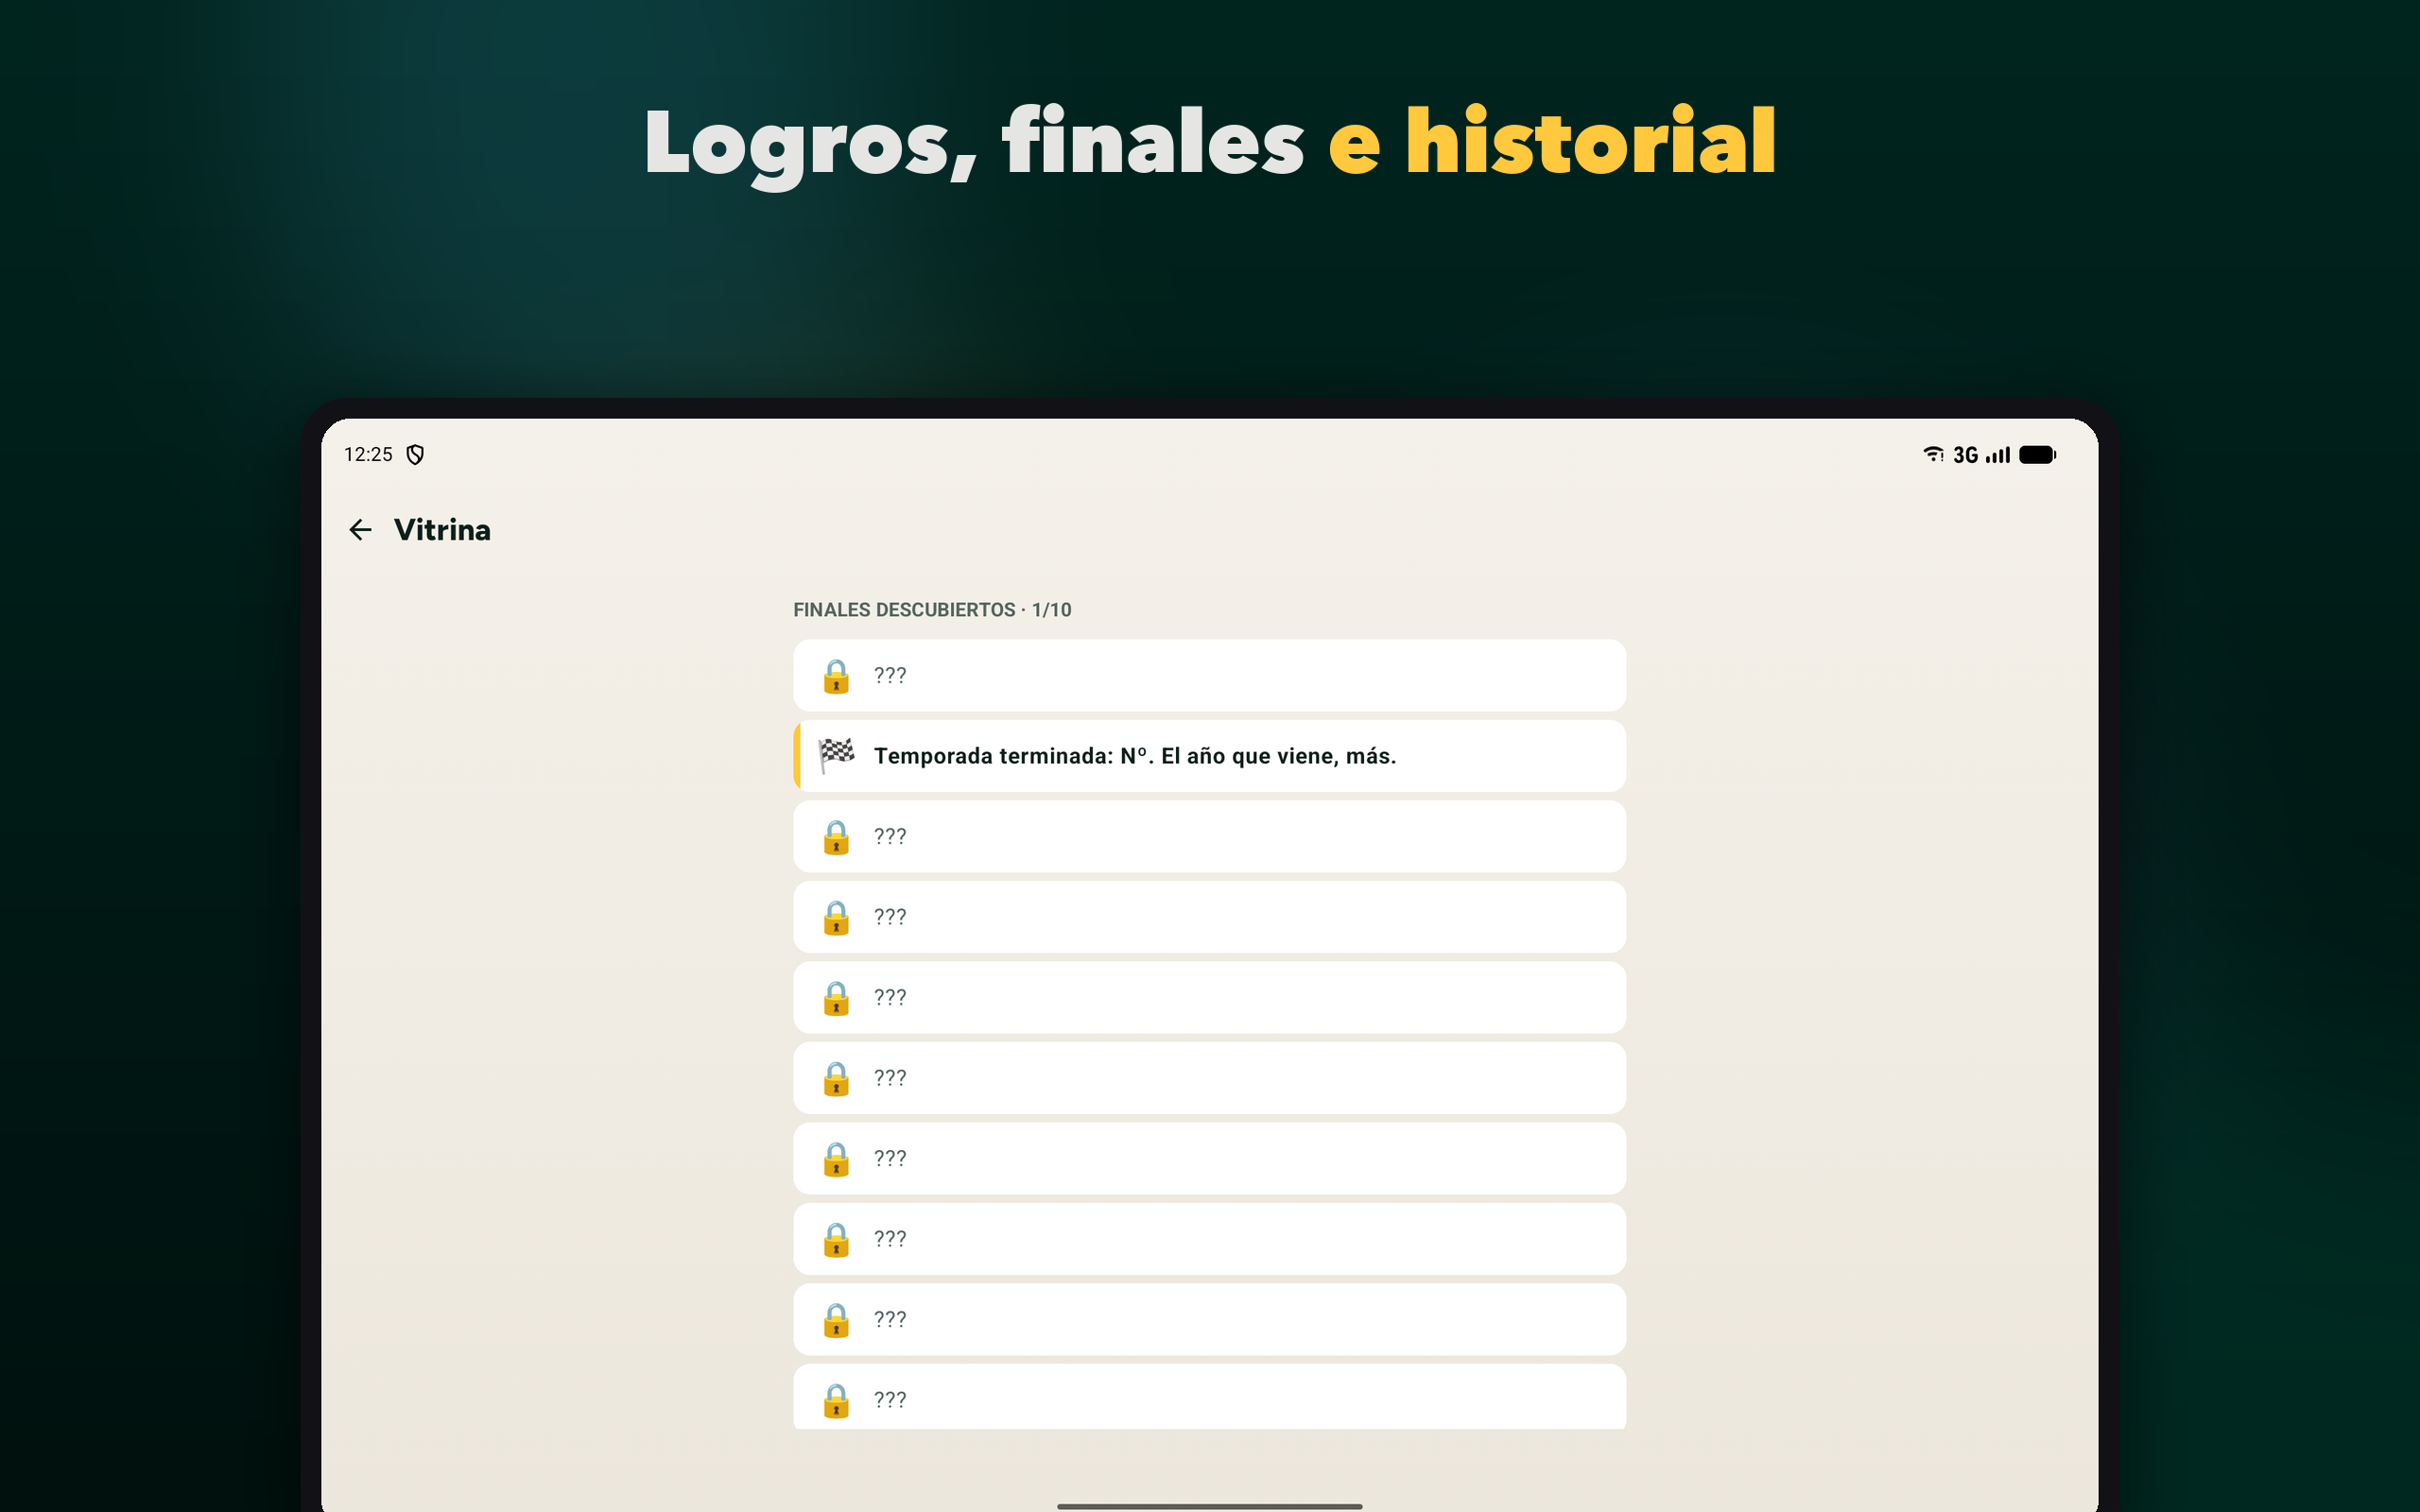 Logros, finales e historial
12:25
3G
Vitrina
FINALES DESCUBIERTOS · 1/10
???
Temporada terminada: Nº. El año que viene, más.
???
???
???
???
???
???
???
???